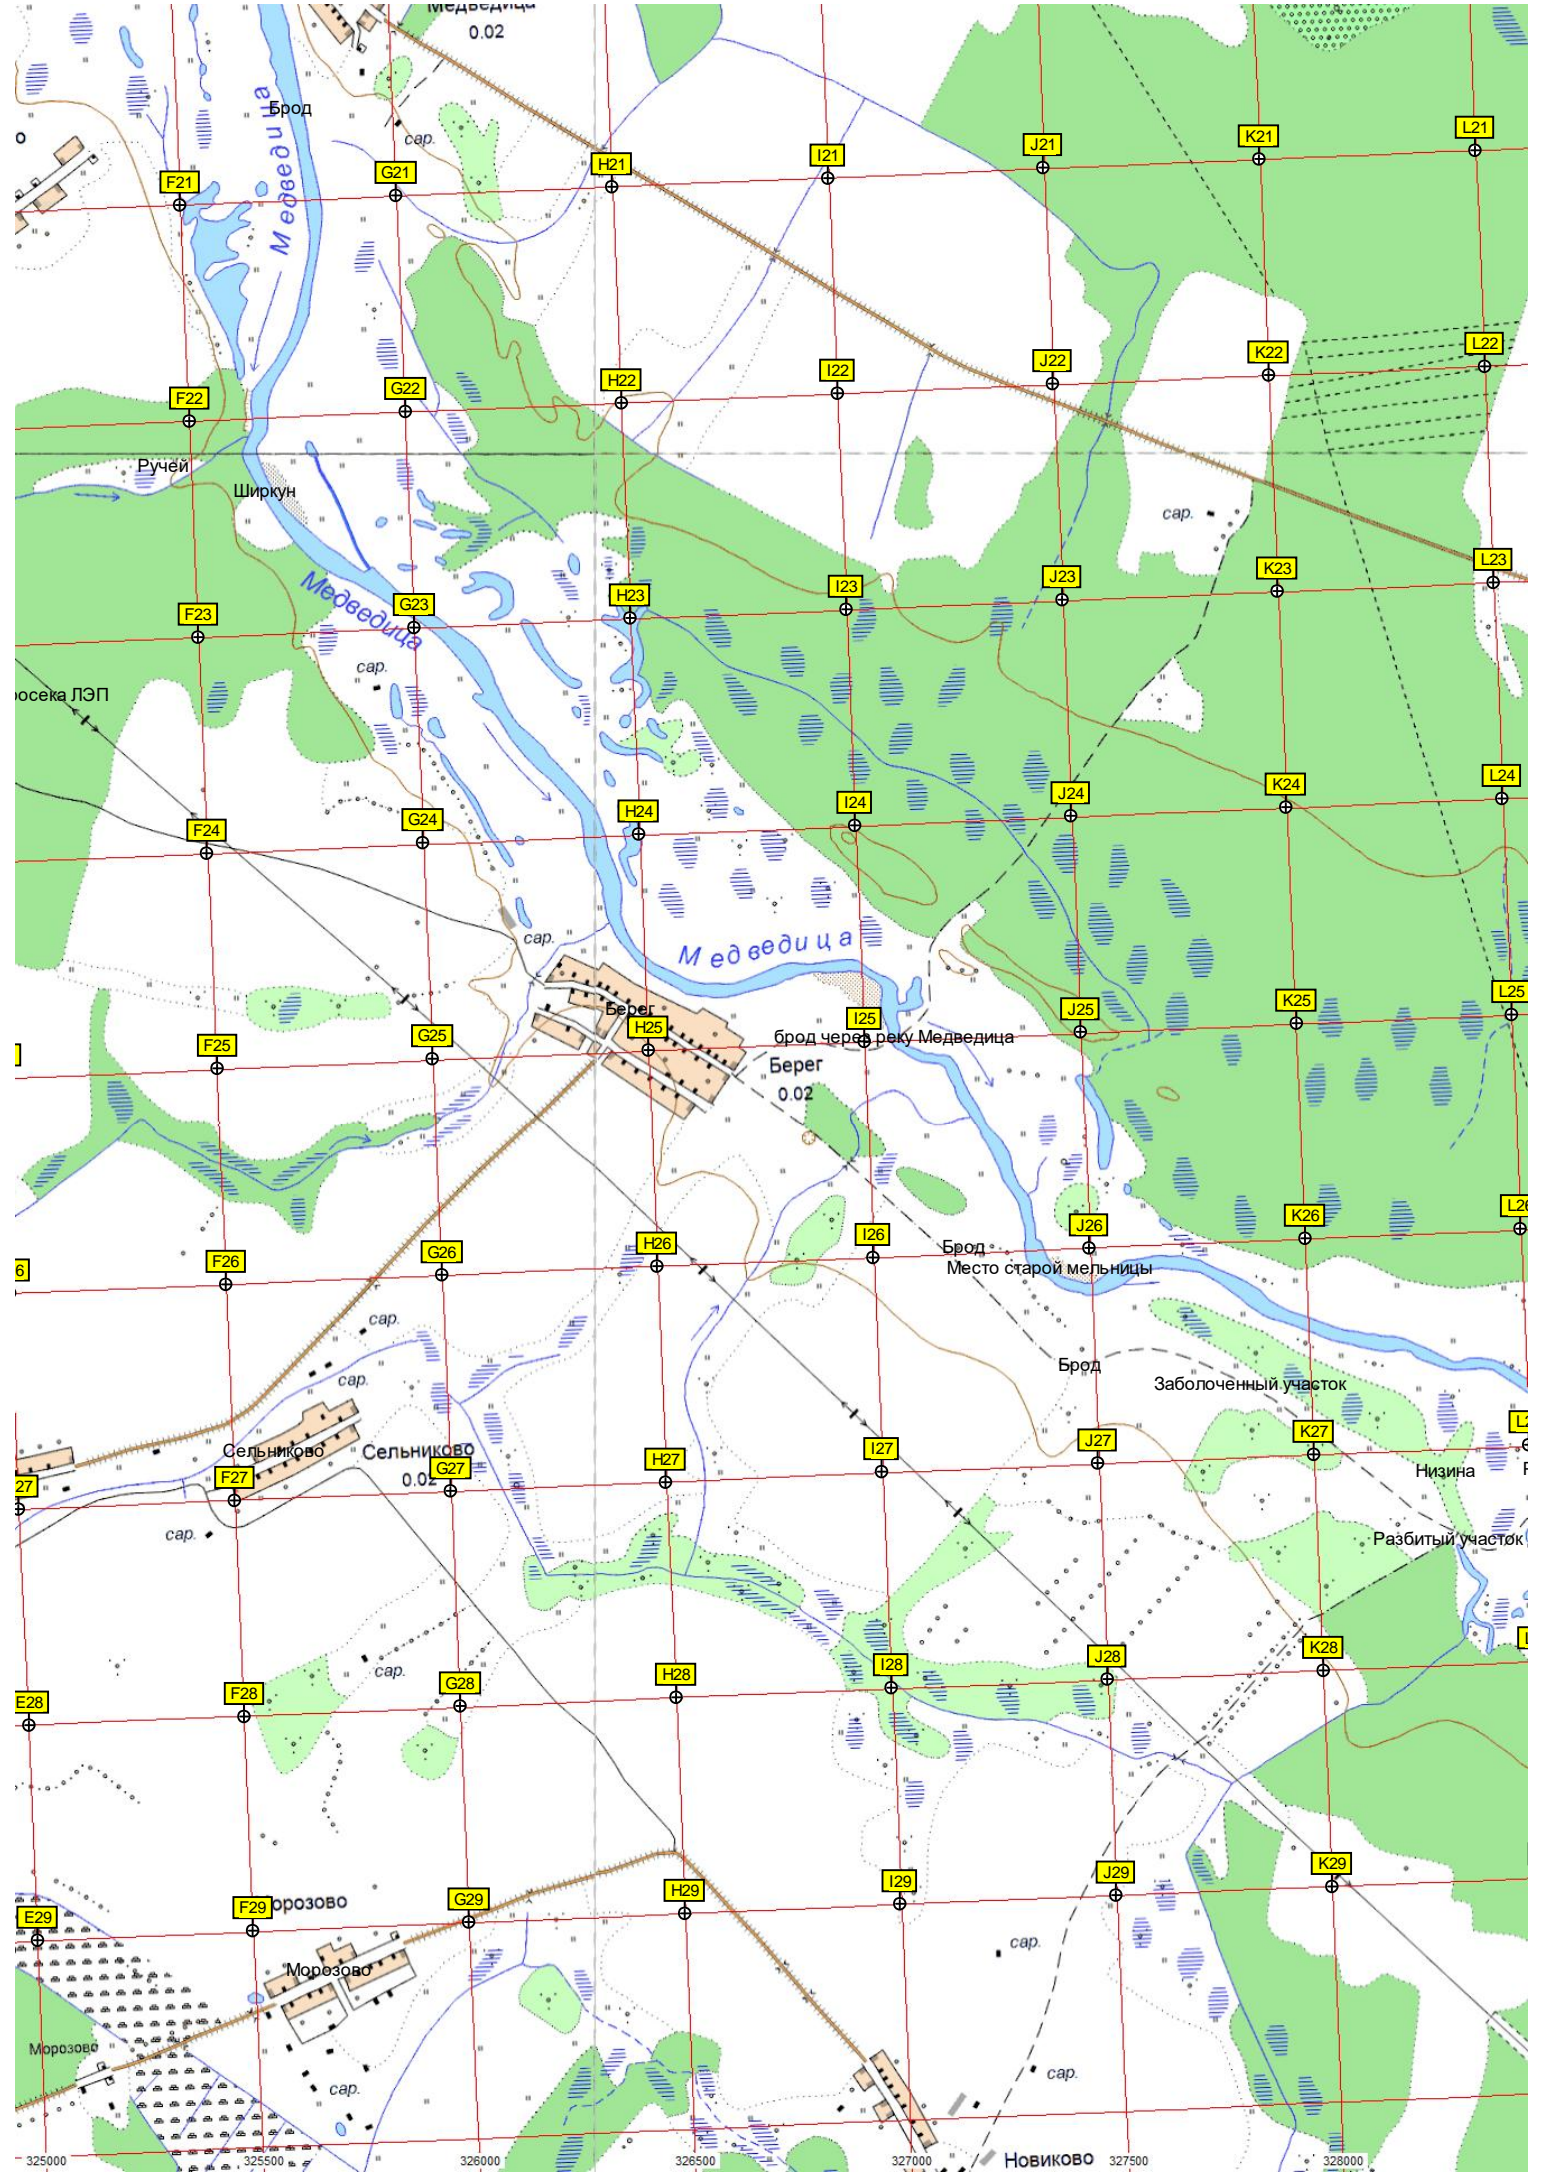 Медведица
0.02
Брод
Медведица
сар.
F21
G21
H21
I21
J21
K21
L21
F22
G22
H22
I22
J22
K22
L22
Ручей
Ширкун
сар.
Медведица
F23
G23
H23
I23
J23
K23
L23
сар.
F24
G24
H24
I24
J24
K24
L24
сар.
Медведица
Берег
F25
G25
H25
I25
J25
K25
L25
брод через реку Медведица
Берег
0.02
F26
G26
H26
I26
J26
K26
Брод
Место старой мельницы
сар.
сар.
Брод
Заболоченный участок
Сельниково
Сельниково
0.02
F27
G27
H27
I27
J27
K27
Низина
сар.
Разбитый участок
сар.
E28
F28
G28
H28
I28
J28
K28
E29
F29
G29
H29
I29
J29
K29
Морозово
сар.
Морозово
сар.
сар.
Новиково
325000
325500
326000
326500
327000
327500
328000